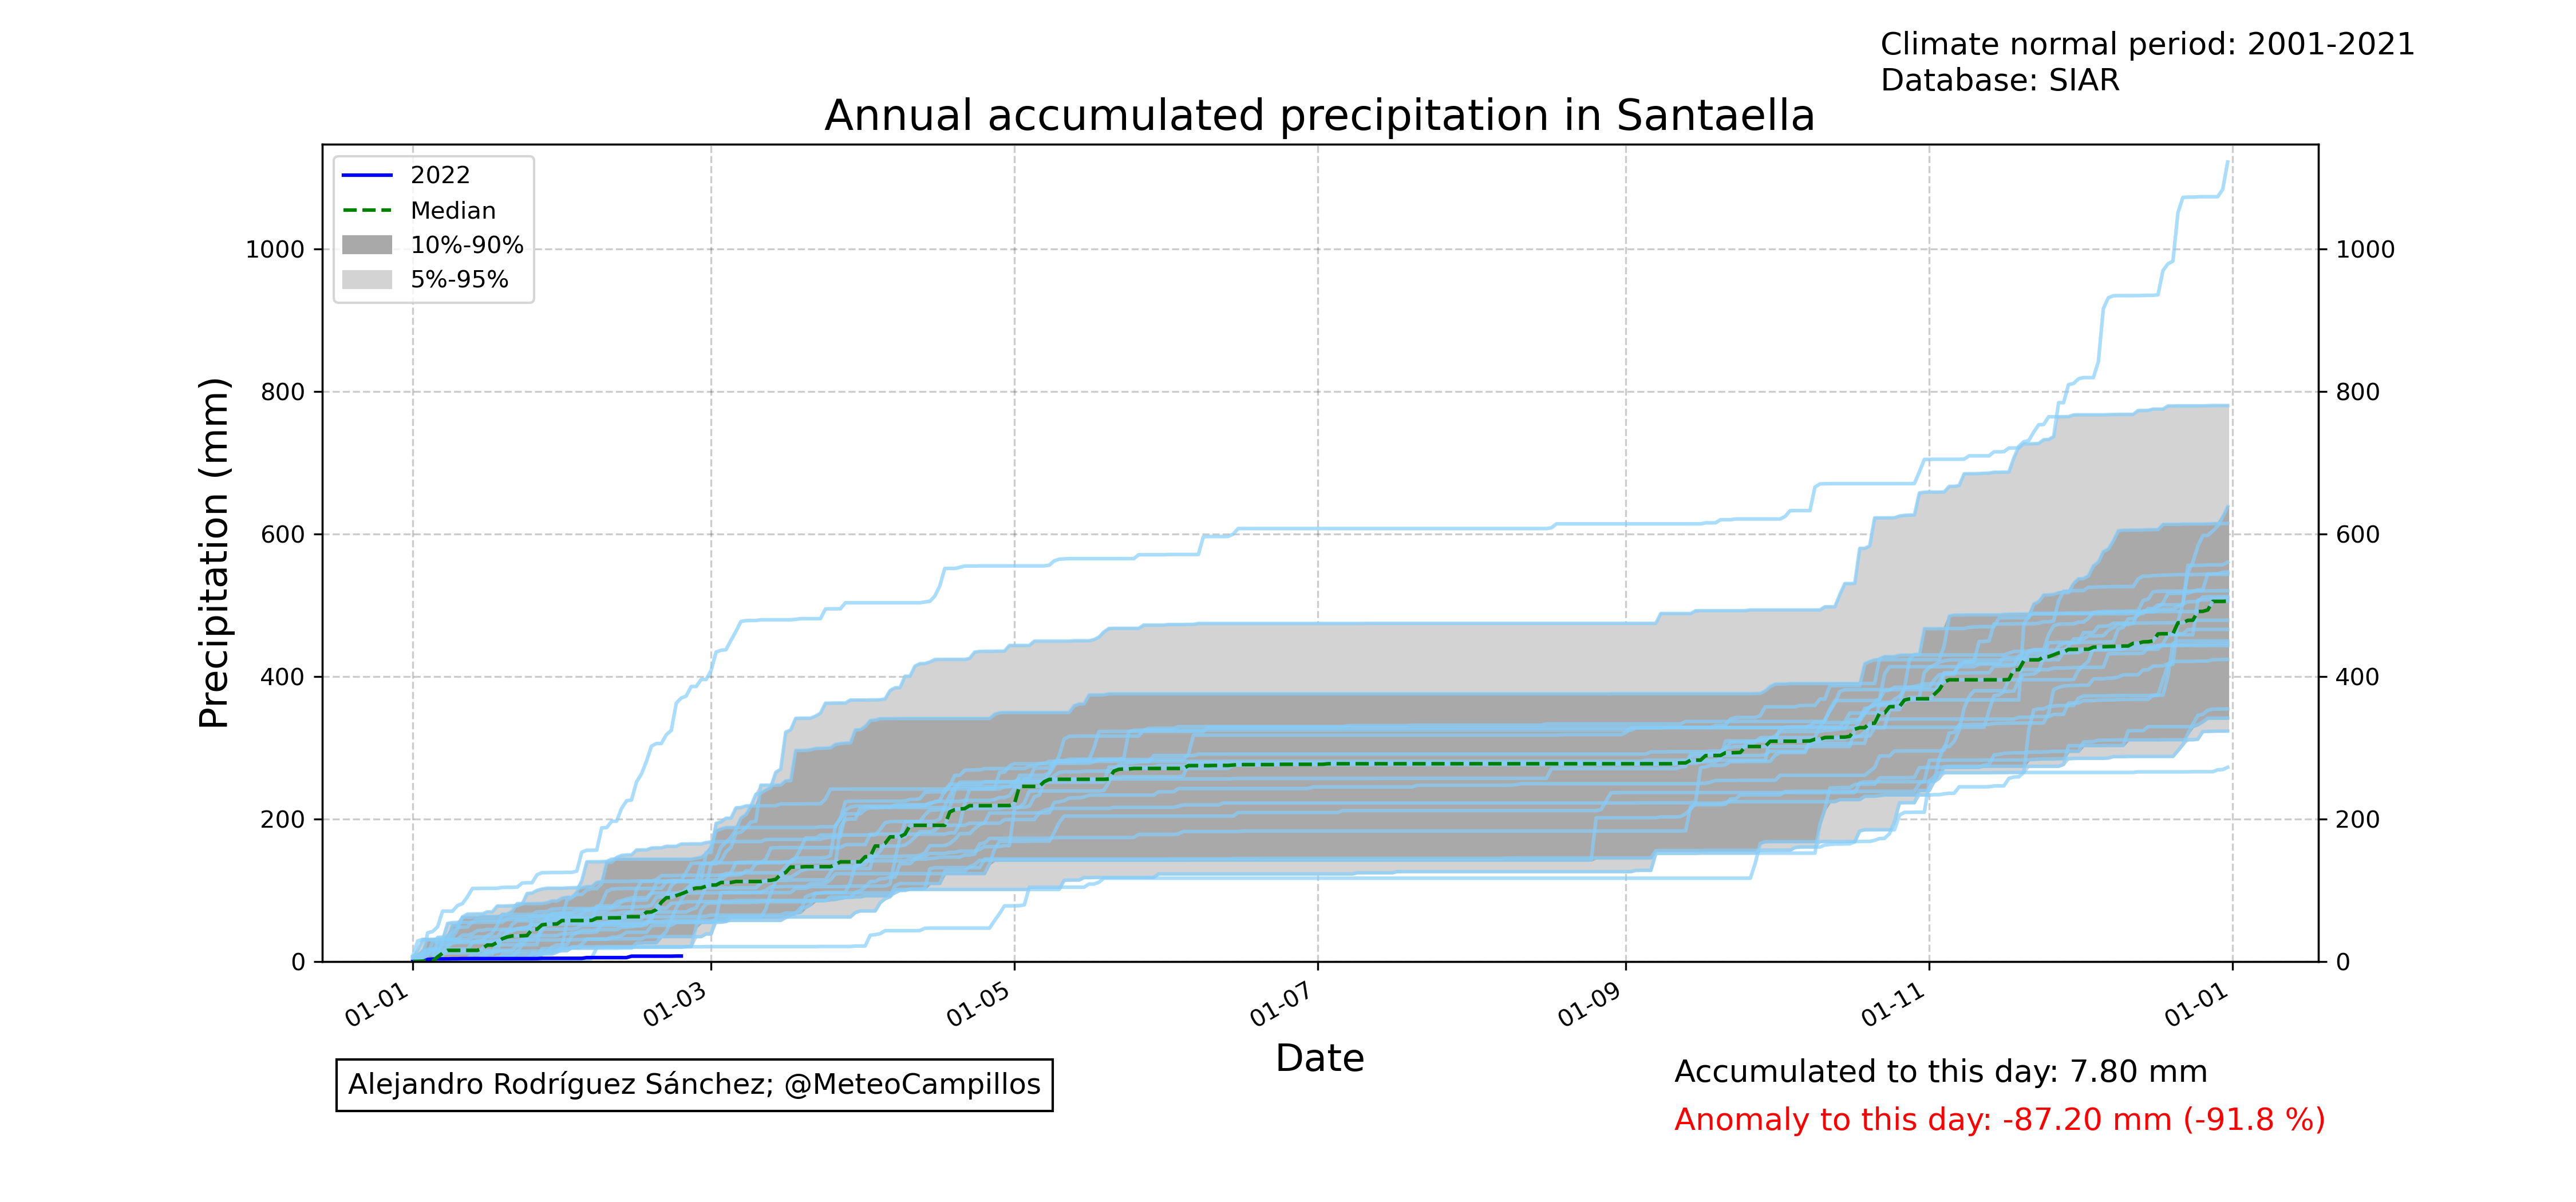 Climate normal period: 2001-2021
Database: SIAR
Annual accumulated precipitation in Santaella
2022
Median
10%-90%
5%-95%
Precipitation (mm)
1000
800
600
400
200
0
1000
800
600
400
200
0
01-01
01-03
01-05
01-07
01-09
01-11
01-01
Date
Alejandro Rodríguez Sánchez; @MeteoCampillos
Accumulated to this day: 7.80 mm
Anomaly to this day: -87.20 mm (-91.8 %)